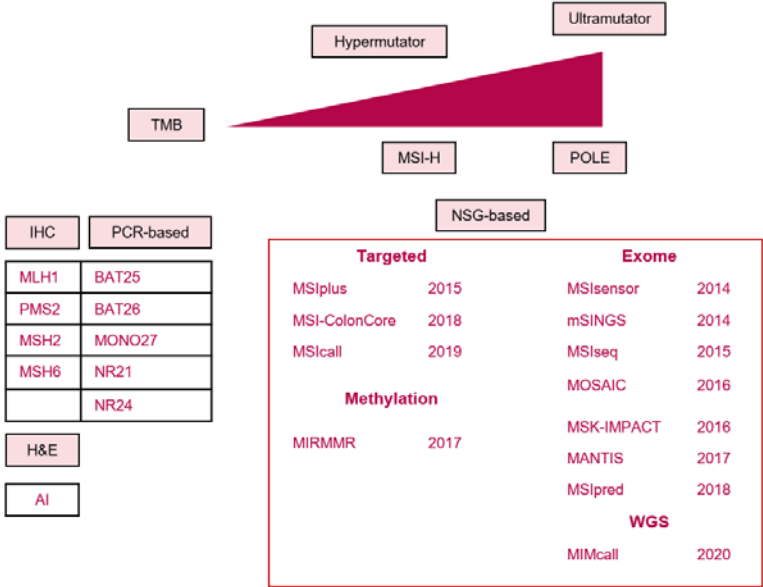 Ultramutator
Hypermutator
TMB
MSI-H
POLE
NSG-based
IHC
PCR-based
MLH1 BAT25
PMS2 BAT26
MSH2 MONO27
MSH6 NR21
NR24
H&E
AI
Targeted
MSIplus 2015
MSI-ColonCore 2018
MSIcall 2019
Methylation
MIRMMR 2017
Exome
MSIsensor 2014
mSINGS 2014
MSIseq 2015
MOSAIC 2016
MSK-IMPACT 2016
MANTIS 2017
MSIpred 2018
WGS
MIMcall 2020